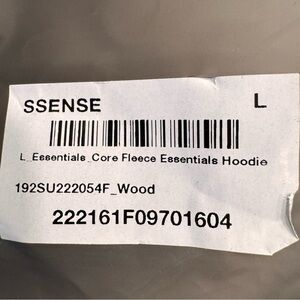 SSENSE L
L_Essentials_Core Fleece Essentials Hoodie
192SU222054F_Wood
222161F09701604